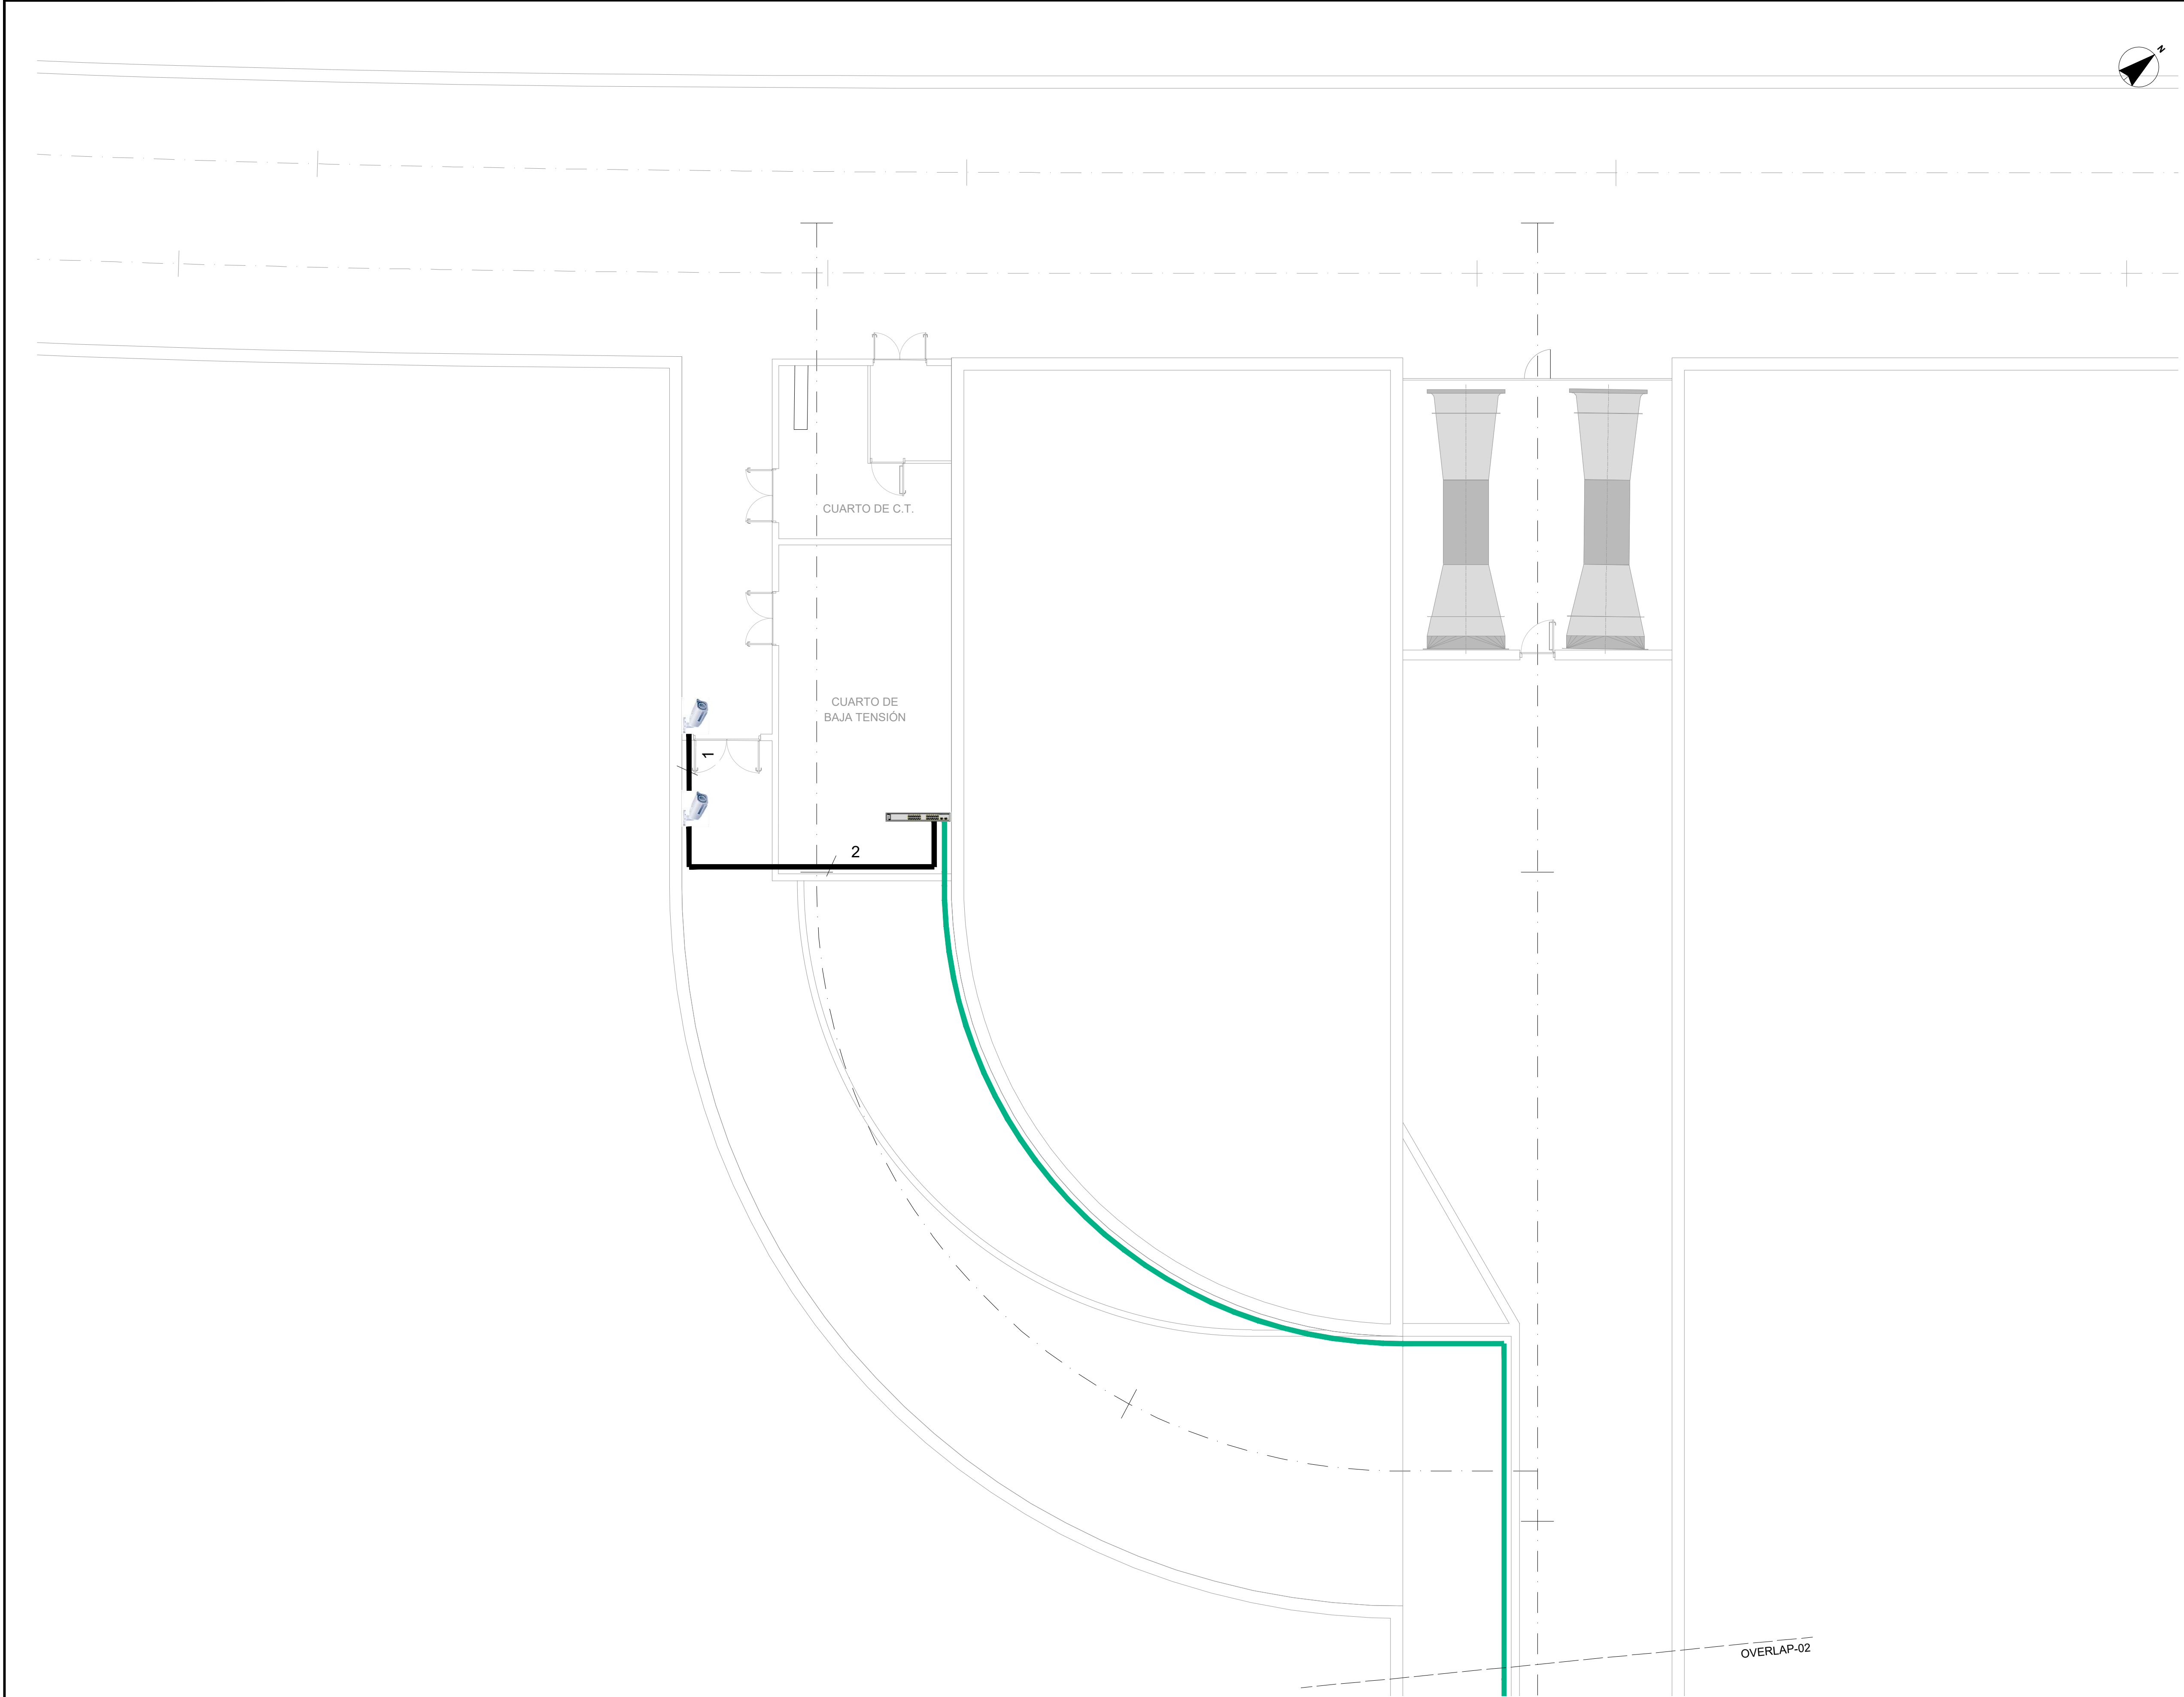 N
CUARTO DE C.T.
CUARTO DE
BAJA TENSIÓN
1
2
OVERLAP-02